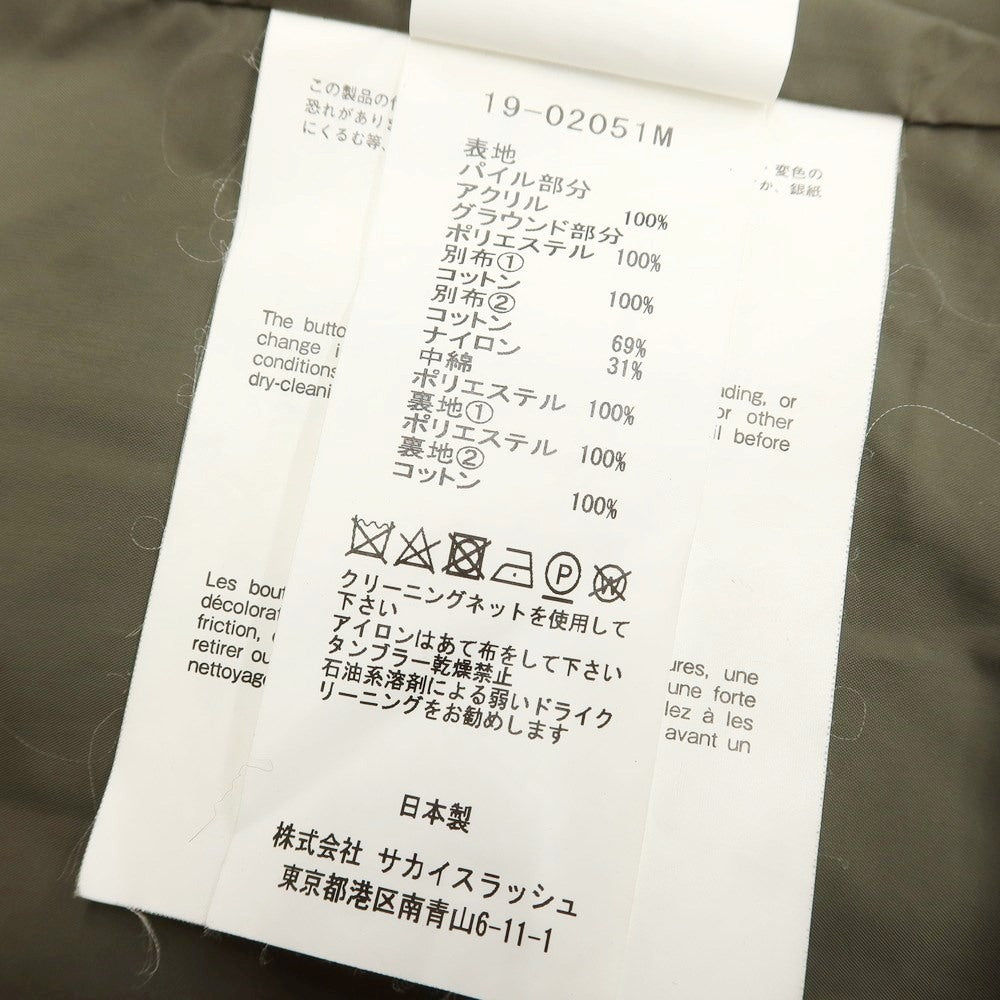 19-02051M
表地
パイル部分
アクリル 100%
グラウンド部分
ポリエステル 100%
別布①
コットン 100%
別布②
コットン 69%
ナイロン 31%
中綿
ポリエステル 100%
裏地①
ポリエステル 100%
裏地②
コットン 100%
P
W
クリーニングネットを使用して
下さい
アイロンはあて布をして下さい
タンブラー乾燥禁止
石油系溶剤による弱いドライク
リーニングをお勧めします
日本製
株式会社 サカイスラッシュ
東京都港区南青山6-11-1
この製品の
恐れがあり
にくるむ等、
・変色の
か、銀紙
The butto
change i
conditions
dry-cleani
ding, or
or other
il before
Les bout
décolorat
friction,
retirer ou
nettoyage
ures, une
une forte
lez à les
avant un